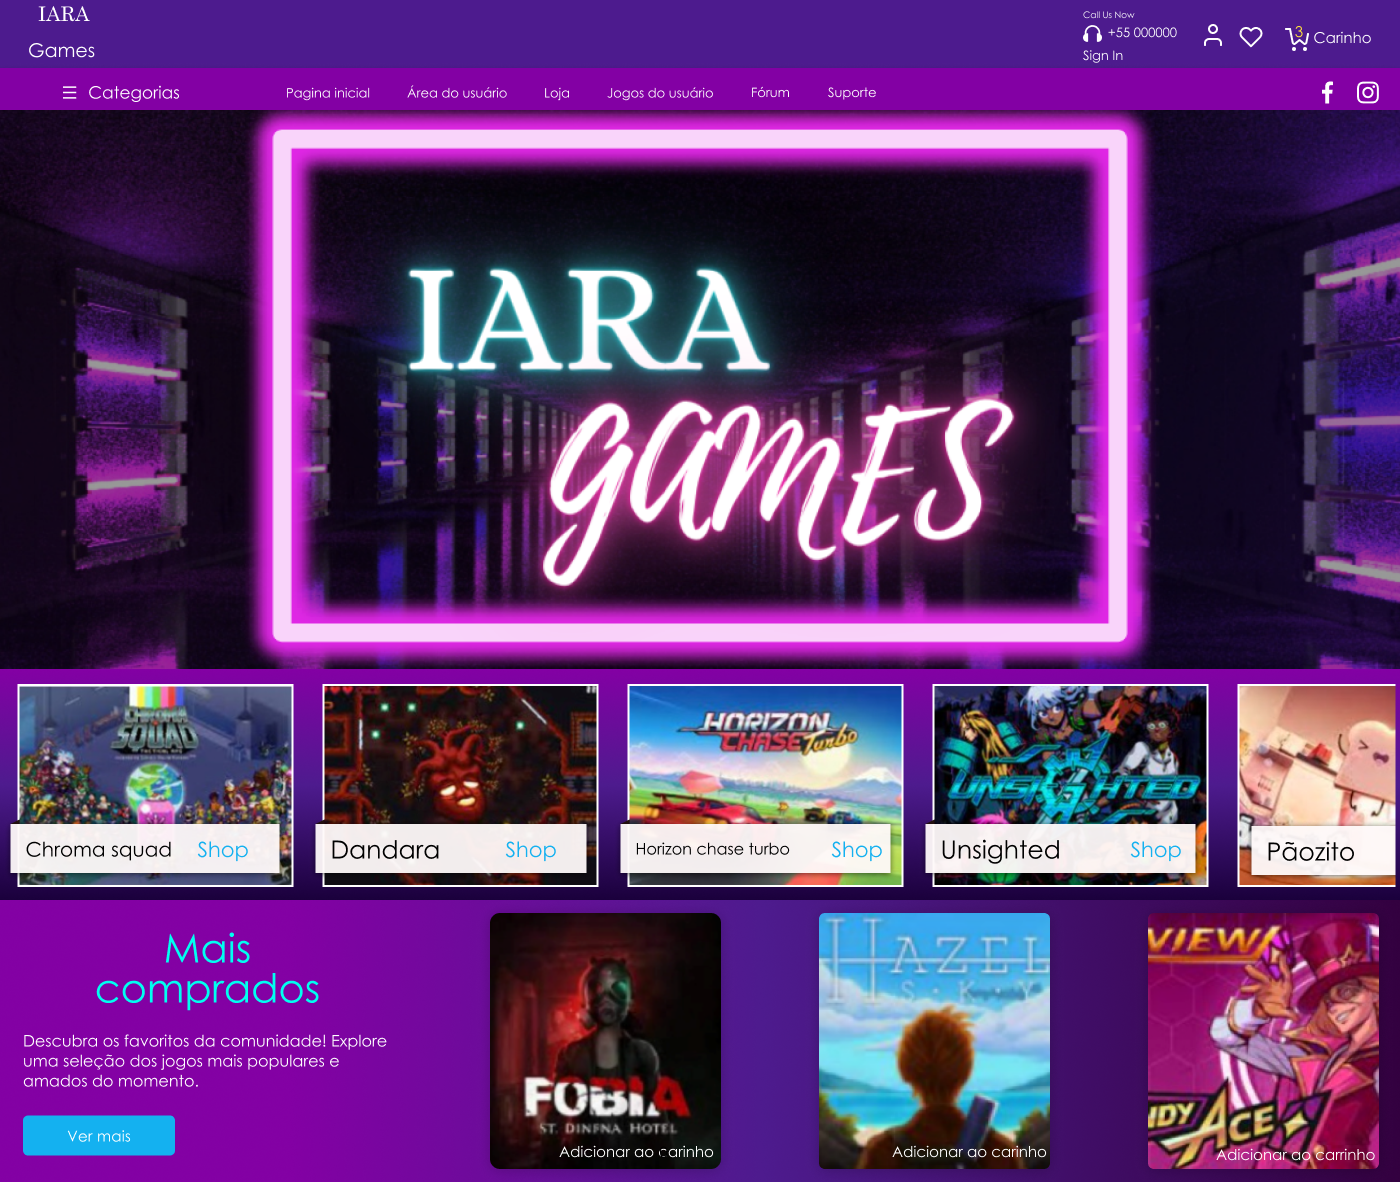 IARA
Games
Call Us Now
+55 000000
Sign In
3
Carinho
Categorias
Pagina inicial
Área do usuário
Loja
Jogos do usuário
Fórum
Suporte
IARA
games
CHROMA
SQUAD
Chroma squad
Shop
Dandara
Shop
HORIZON
CHASE Turbo
Horizon chase turbo
Shop
UNSIGHTED
Unsighted
Shop
Pãozito
Mais
comprados
Descubra os favoritos da comunidade! Explore
uma seleção dos jogos mais populares e
amados do momento.
Ver mais
FOBIA
ST. DINFNA HOTEL
Adicionar ao carinho
HAZEL
SKY
Adicionar ao carinho
VIEW
NDY ACE
Adicionar ao carrinho